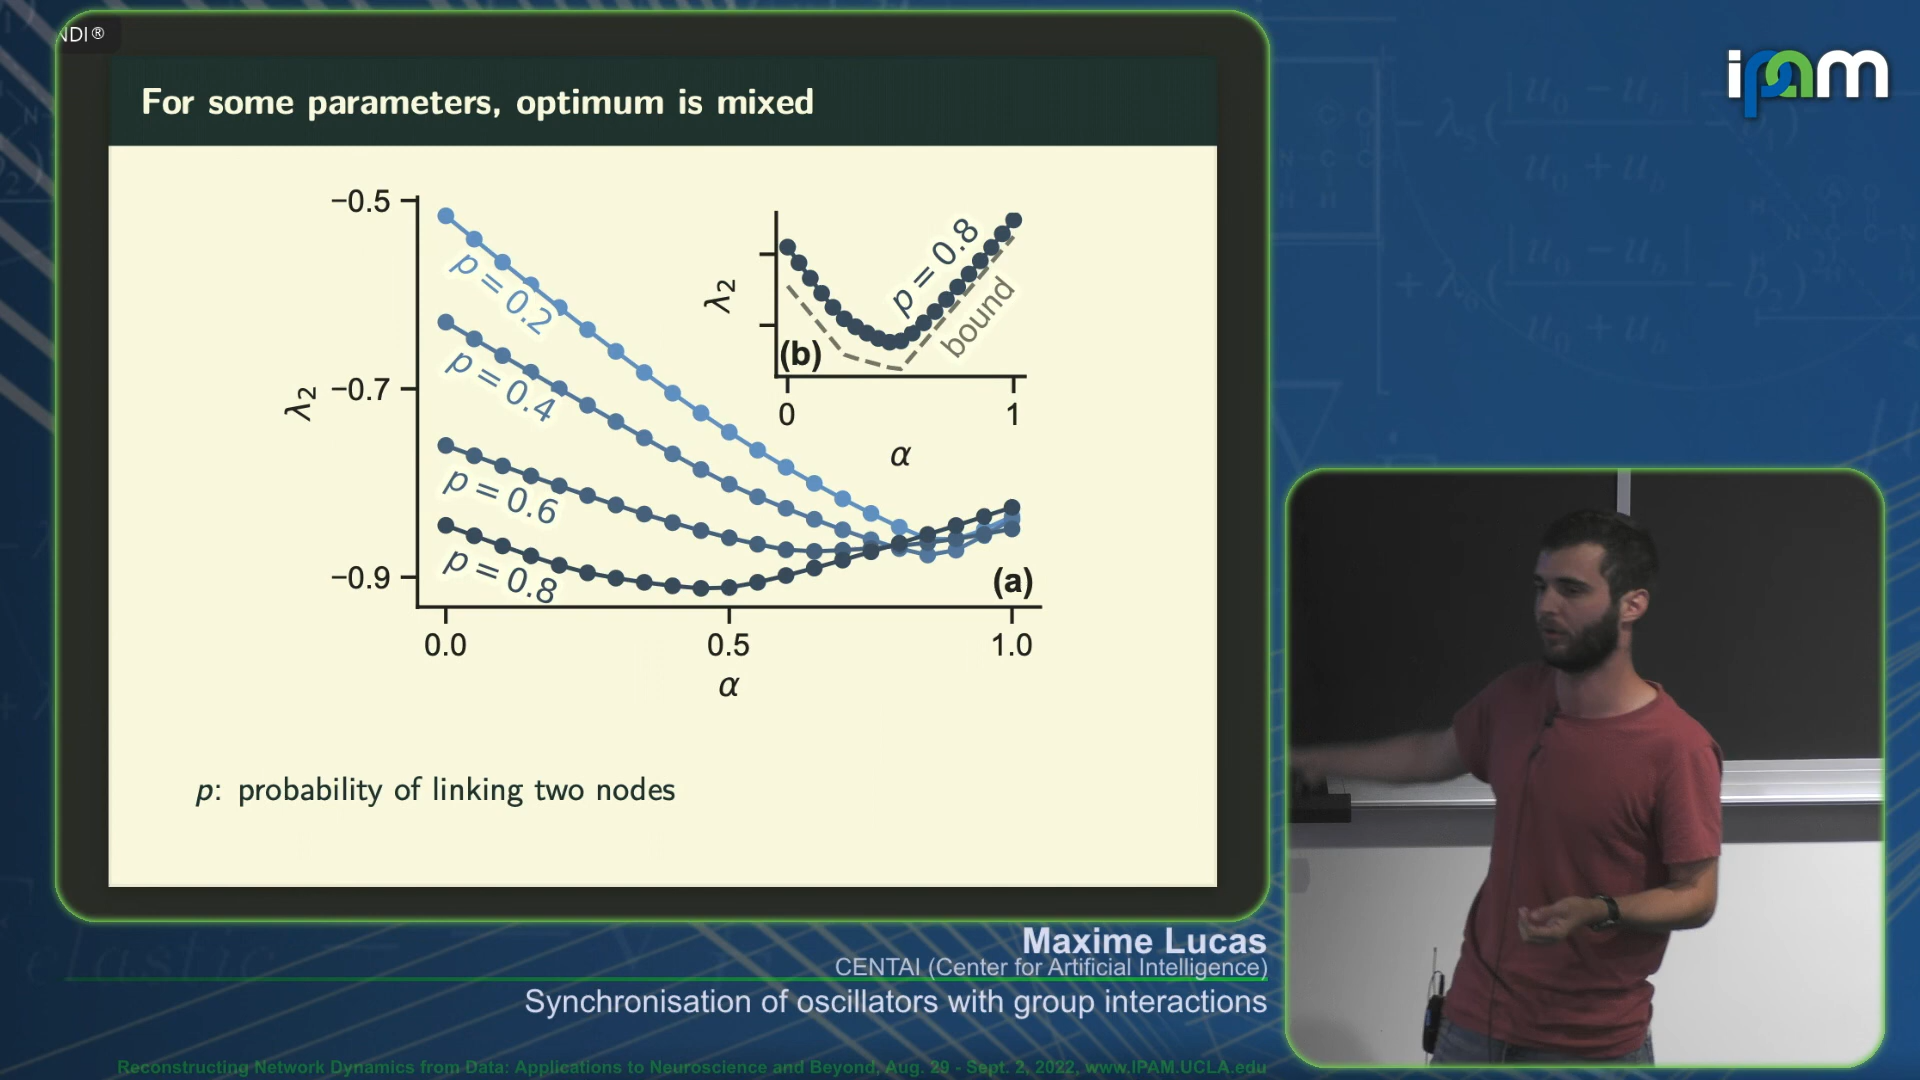 NDI®
ipam
For some parameters, optimum is mixed
−0.5
−0.7
−0.9
λ2
p = 0.2
p = 0.4
p = 0.6
p = 0.8
0.0
0.5
1.0
α
(a)
λ2
p = 0.8
bound
(b)
0
1
α
p: probability of linking two nodes
Maxime Lucas
CENTAI (Center for Artificial Intelligence)
Synchronisation of oscillators with group interactions
Reconstructing Network Dynamics from Data: Applications to Neuroscience and Beyond, Aug. 29 - Sept. 2, 2022, www.IPAM.UCLA.edu
elastic